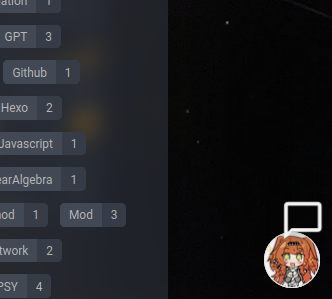 ation 1
GPT 3
Github 1
Hexo 2
Javascript 1
earAlgebra 1
nod 1 Mod 3
twork 2
PSY 4